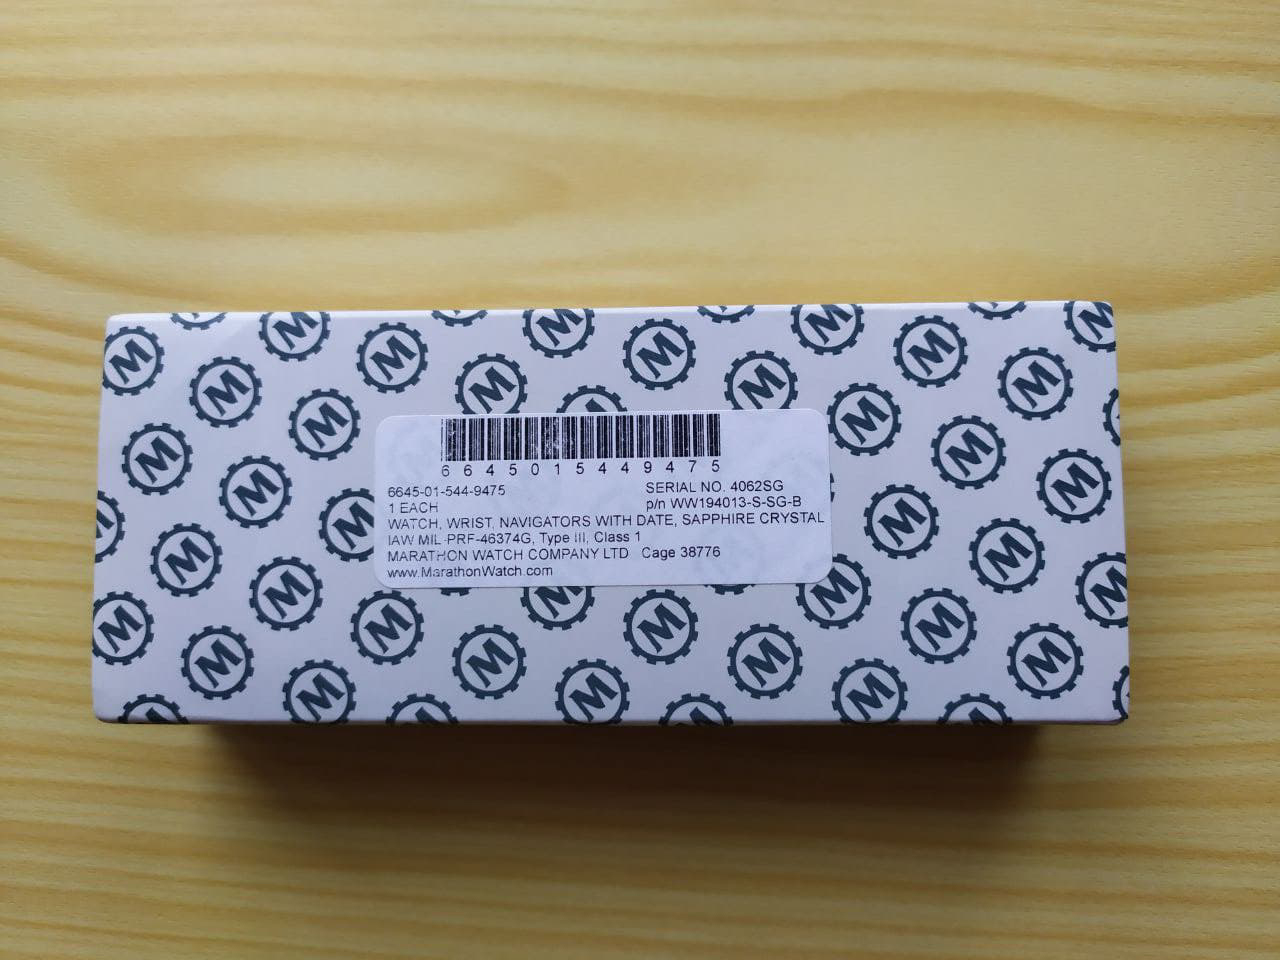 6645015449475
6645-01-544-9475 SERIAL NO. 4062SG
1 EACH p/n WW194013-S-SG-B
WATCH, WRIST, NAVIGATORS WITH DATE, SAPPHIRE CRYSTAL
IAW MIL-PRF-46374G, Type III, Class 1
MARATHON WATCH COMPANY LTD Cage 38776
www.MarathonWatch.com